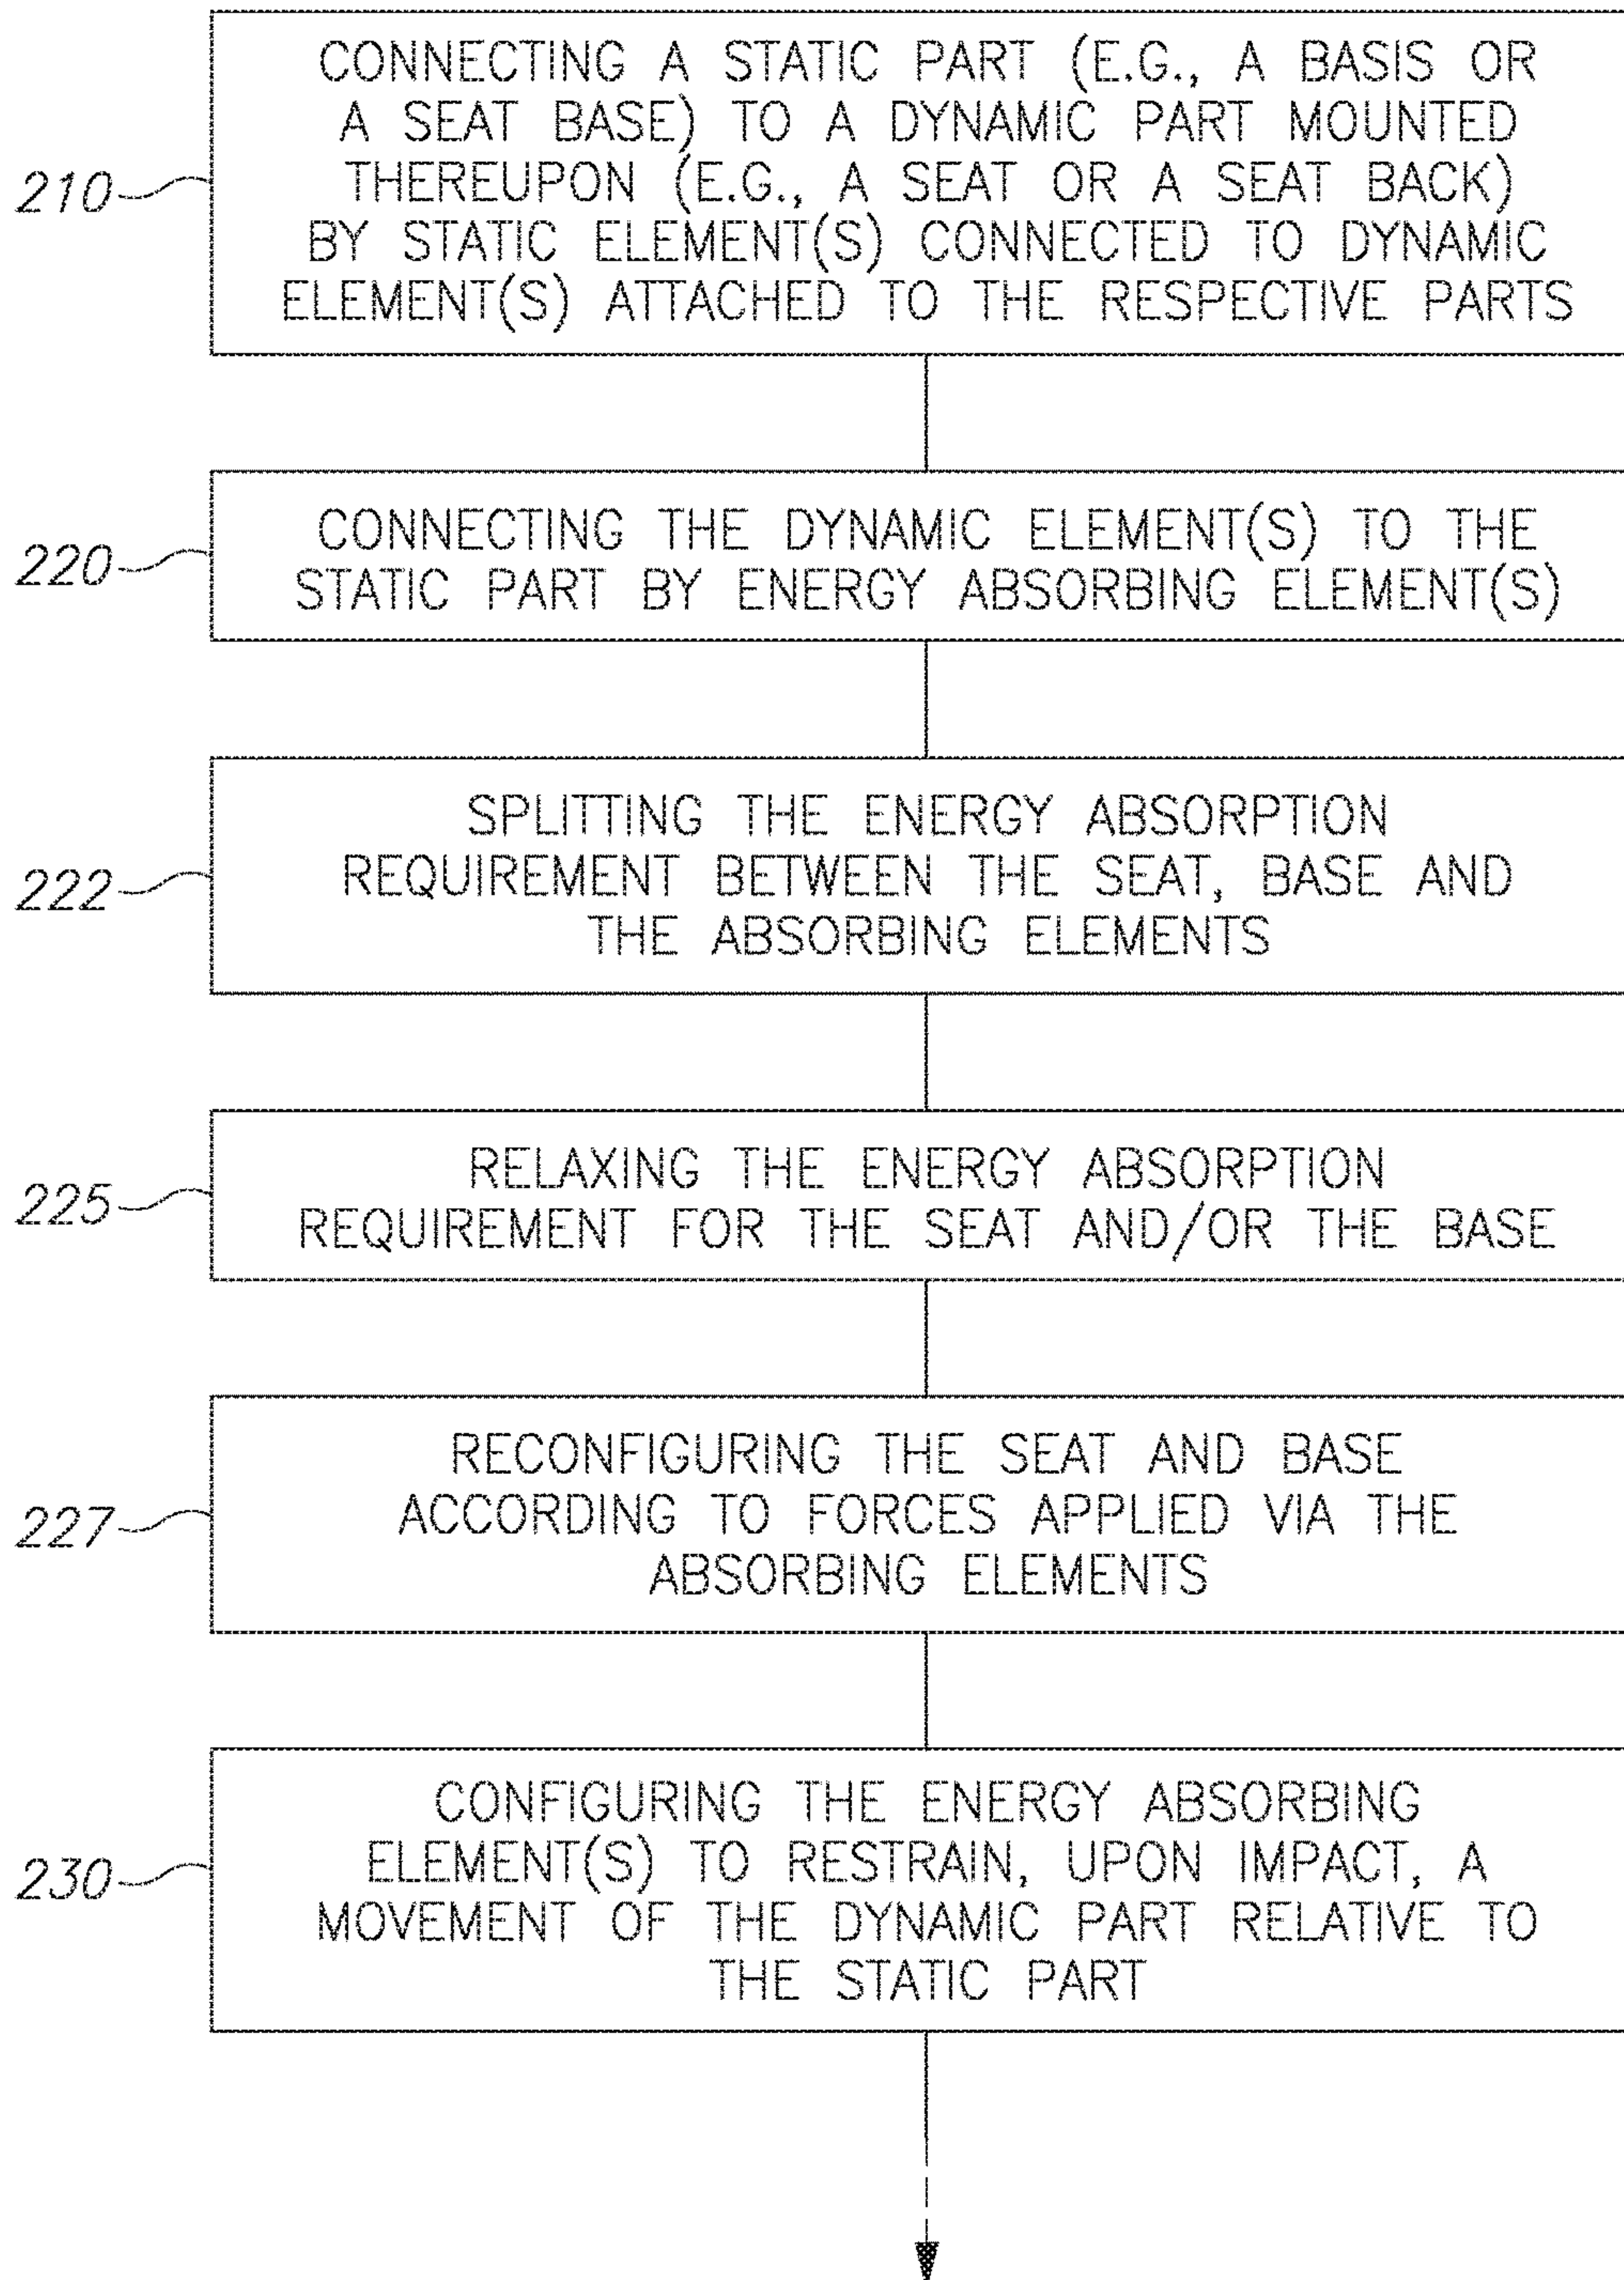 CONNECTING A STATIC PART (E.G., A BASIS OR
A SEAT BASE) TO A DYNAMIC PART MOUNTED
THEREUPON (E.G., A SEAT OR A SEAT BACK)
BY STATIC ELEMENT(S) CONNECTED TO DYNAMIC
ELEMENT(S) ATTACHED TO THE RESPECTIVE PARTS
210
CONNECTING THE DYNAMIC ELEMENT(S) TO THE
STATIC PART BY ENERGY ABSORBING ELEMENT(S)
220
SPLITTING THE ENERGY ABSORPTION
REQUIREMENT BETWEEN THE SEAT, BASE AND
THE ABSORBING ELEMENTS
222
RELAXING THE ENERGY ABSORPTION
REQUIREMENT FOR THE SEAT AND/OR THE BASE
225
RECONFIGURING THE SEAT AND BASE
ACCORDING TO FORCES APPLIED VIA THE
ABSORBING ELEMENTS
227
CONFIGURING THE ENERGY ABSORBING
ELEMENT(S) TO RESTRAIN, UPON IMPACT, A
MOVEMENT OF THE DYNAMIC PART RELATIVE TO
THE STATIC PART
230